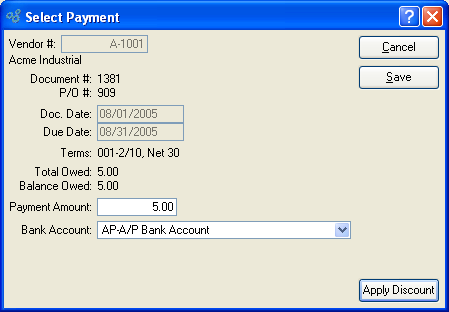 Select Payment
Vendor #: A-1001
Cancel
Acme Industrial
Save
Document #: 1381
P/O #: 909
Doc. Date: 08/01/2005
Due Date: 08/31/2005
Terms: 001-2/10, Net 30
Total Owed: 5.00
Balance Owed: 5.00
Payment Amount: 5.00
Bank Account: AP-A/P Bank Account
Apply Discount